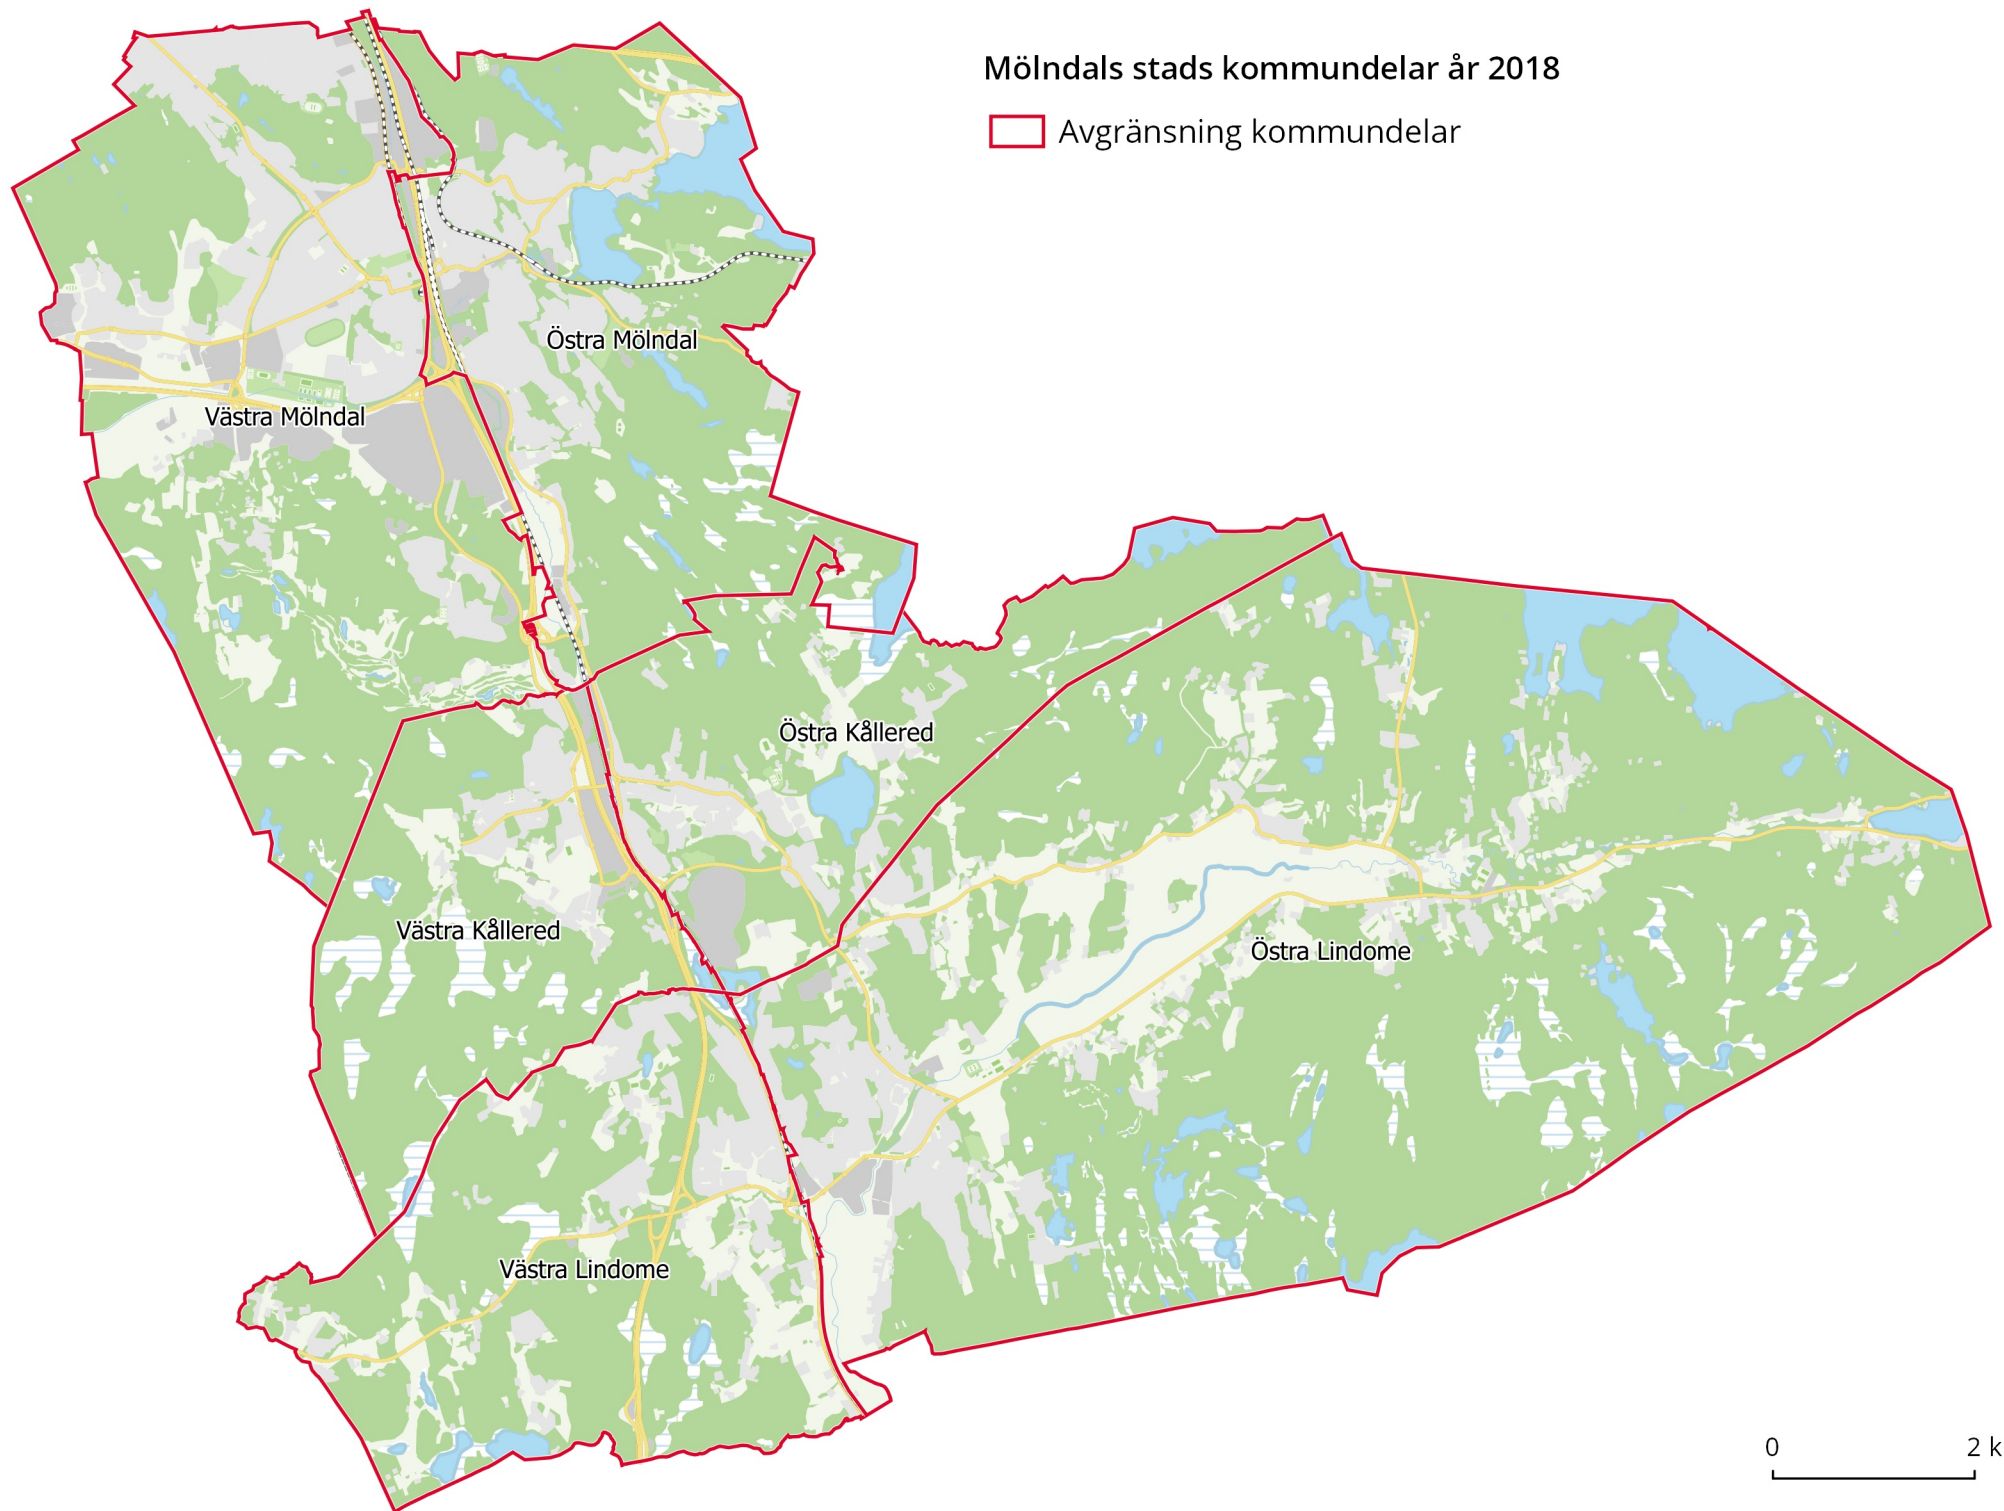 Mölndals stads kommundelar år 2018
Avgränsning kommundelar
Östra Mölndal
Västra Mölndal
Östra Kållered
Västra Kållered
Östra Lindome
Västra Lindome
0 2 k